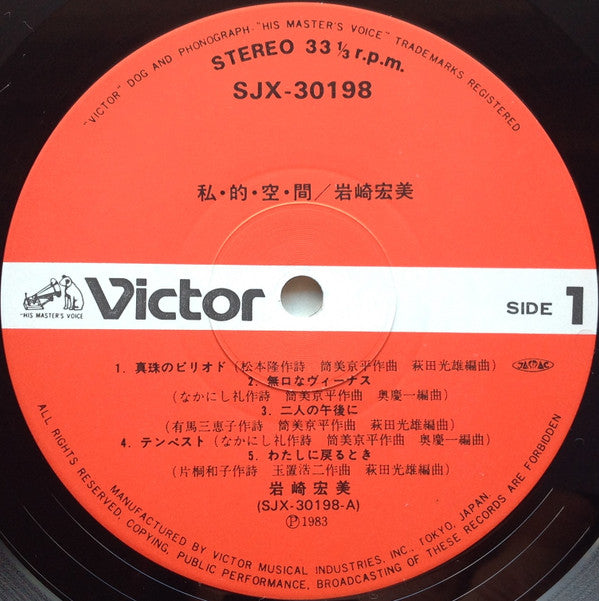 "VICTOR" DOG AND PHONOGRAPH-"HIS MASTER'S VOICE" TRADEMARKS REGISTERED
STEREO 33 1/3 r.p.m.
SJX-30198
私・的・空・間／岩崎宏美
"HIS MASTER'S VOICE"
Victor
SIDE 1
1. 真珠のピリオド（松本隆作詩 筒美京平作曲 萩田光雄編曲）
JASRAC
2. 無口なヴィーナス
（なかにし礼作詩 筒美京平作曲 奥慶一編曲）
3. 二人の午後に
（有馬三恵子作詩 筒美京平作曲 奥慶一編曲）
4. テンペスト（なかにし礼作詩 筒美京平作曲 奥慶一編曲）
5. わたしに戻るとき
（片桐和子作詩 玉置浩二作曲 萩田光雄編曲）
岩崎宏美
(SJX-30198-A)
Ⓟ1983
ALL RIGHTS RESERVED. COPYING, PUBLIC PERFORMANCE, BROADCASTING OF THESE RECORDS ARE FORBIDDEN
MANUFACTURED BY VICTOR MUSICAL INDUSTRIES, INC., TOKYO, JAPAN.